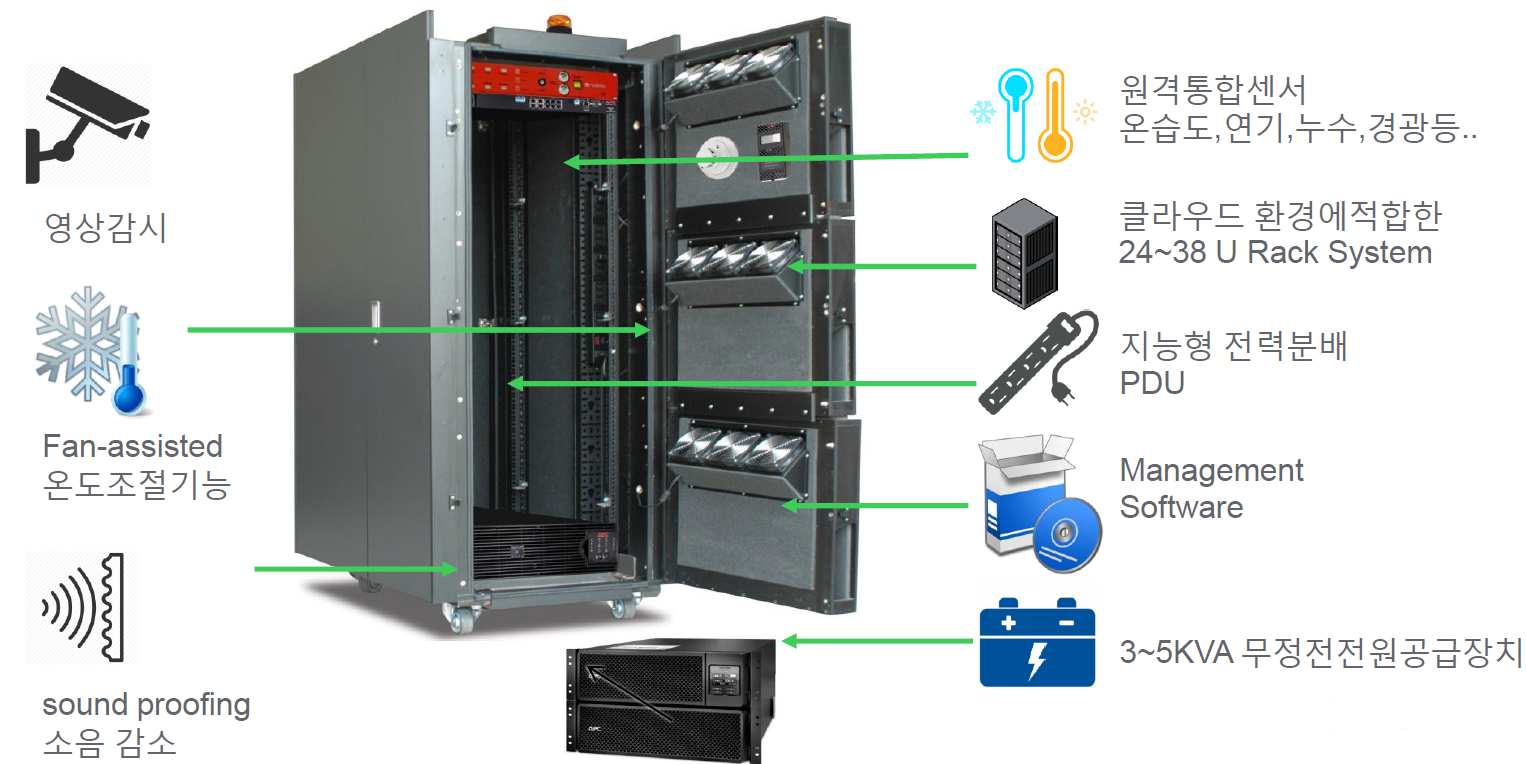 영상감시
Fan-assisted
온도조절기능
sound proofing
소음 감소
원격통합센서
온습도,연기,누수,경광등..
클라우드 환경에적합한
24~38 U Rack System
지능형 전력분배
PDU
Management
Software
3~5KVA 무정전전원공급장치
APC